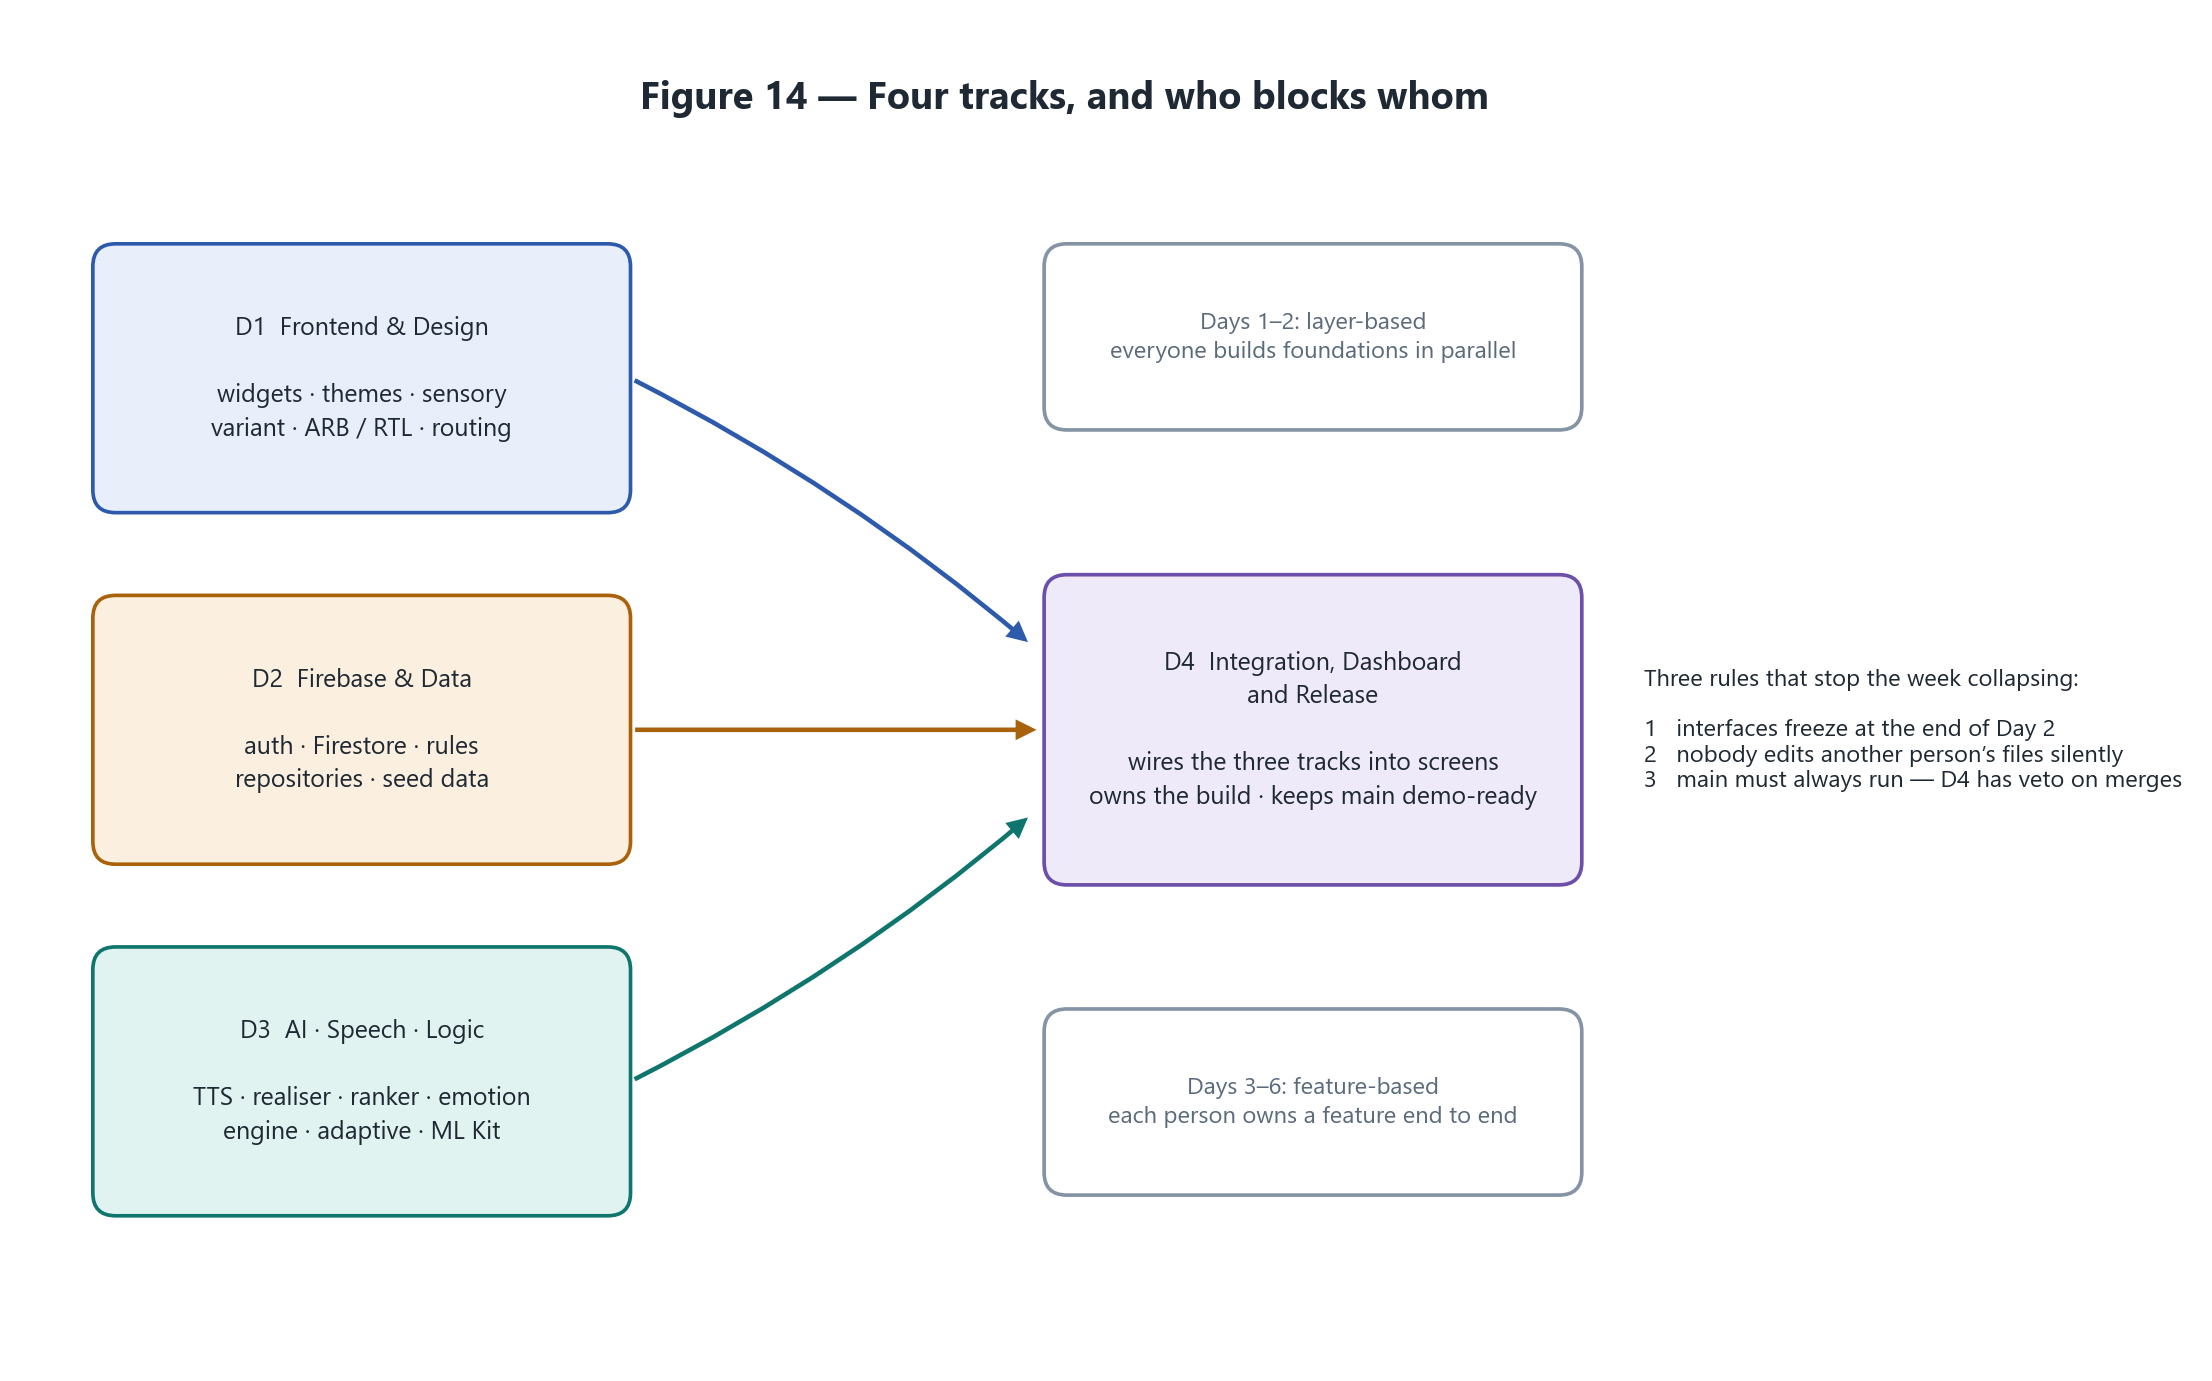 Figure 14 — Four tracks, and who blocks whom
D1  Frontend & Design
widgets · themes · sensory
variant · ARB / RTL · routing
D2  Firebase & Data
auth · Firestore · rules
repositories · seed data
D3  AI · Speech · Logic
TTS · realiser · ranker · emotion
engine · adaptive · ML Kit
Days 1–2: layer-based
everyone builds foundations in parallel
D4  Integration, Dashboard
and Release
wires the three tracks into screens
owns the build · keeps main demo-ready
Days 3–6: feature-based
each person owns a feature end to end
Three rules that stop the week collapsing:
1   interfaces freeze at the end of Day 2
2   nobody edits another person’s files silently
3   main must always run — D4 has veto on merges